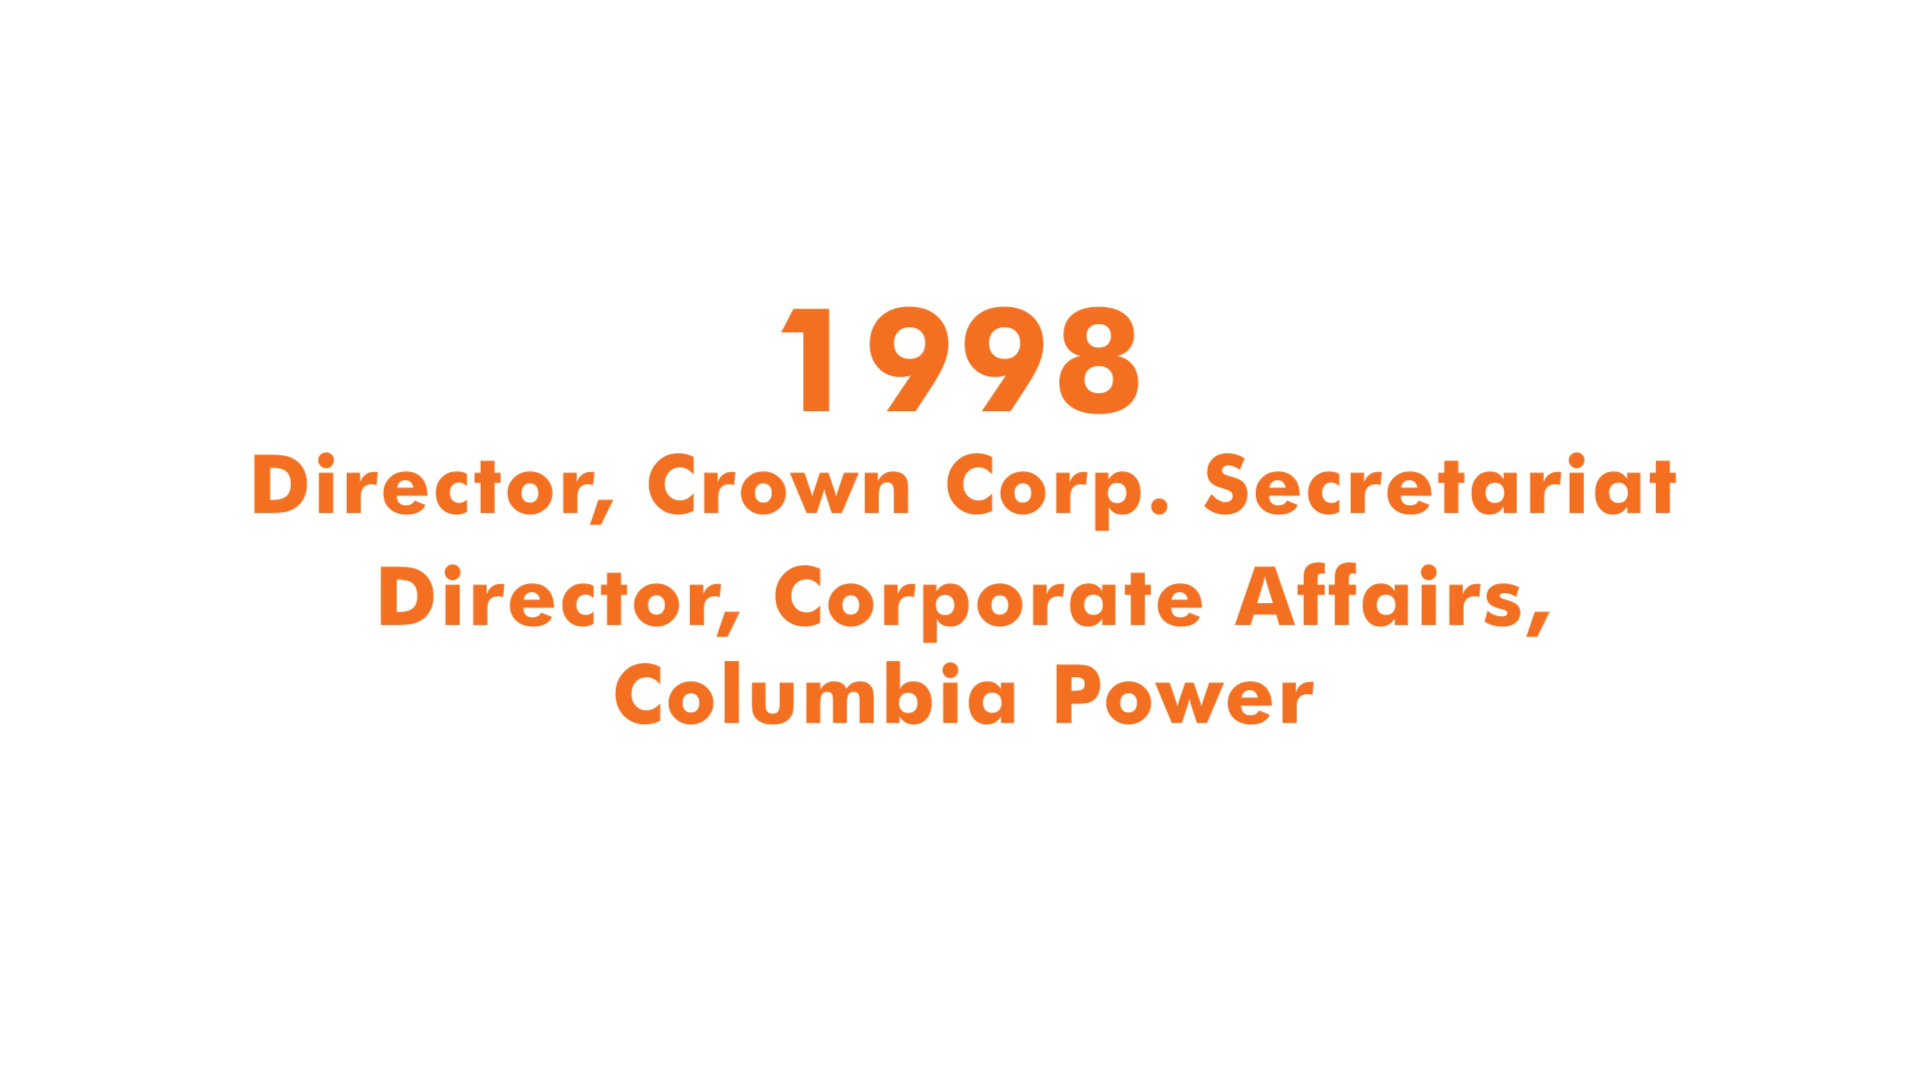 1998
Director, Crown Corp. Secretariat
Director, Corporate Affairs,
Columbia Power